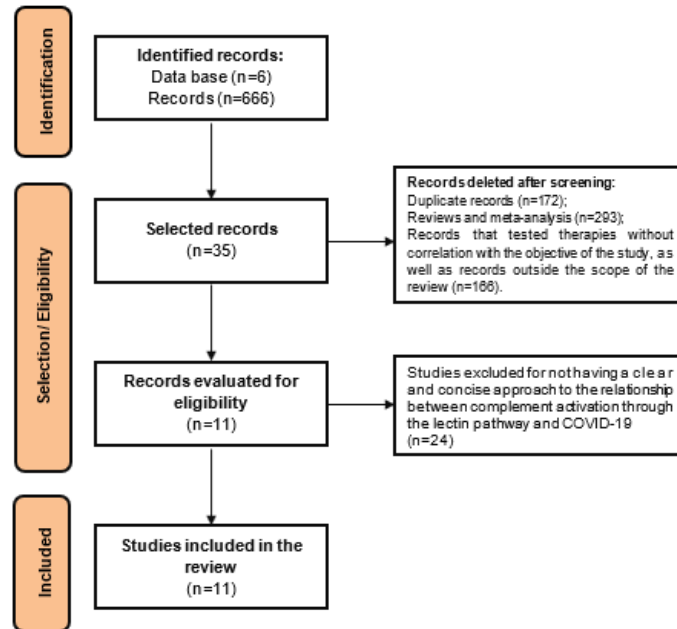 Identification
Identified records:
Data base (n=6)
Records (n=666)
Selection/ Eligibility
Selected records
(n=35)
Records deleted after screening:
Duplicate records (n=172);
Reviews and meta-analysis (n=293);
Records that tested therapies without
correlation with the objective of the study, as
well as records outside the scope of the
review (n=166).
Records evaluated for
eligibility
(n=11)
Studies excluded for not having a clear
and concise approach to the relationship
between complement activation through
the lectin pathway and COVID-19
(n=24)
Included
Studies included in the
review
(n=11)